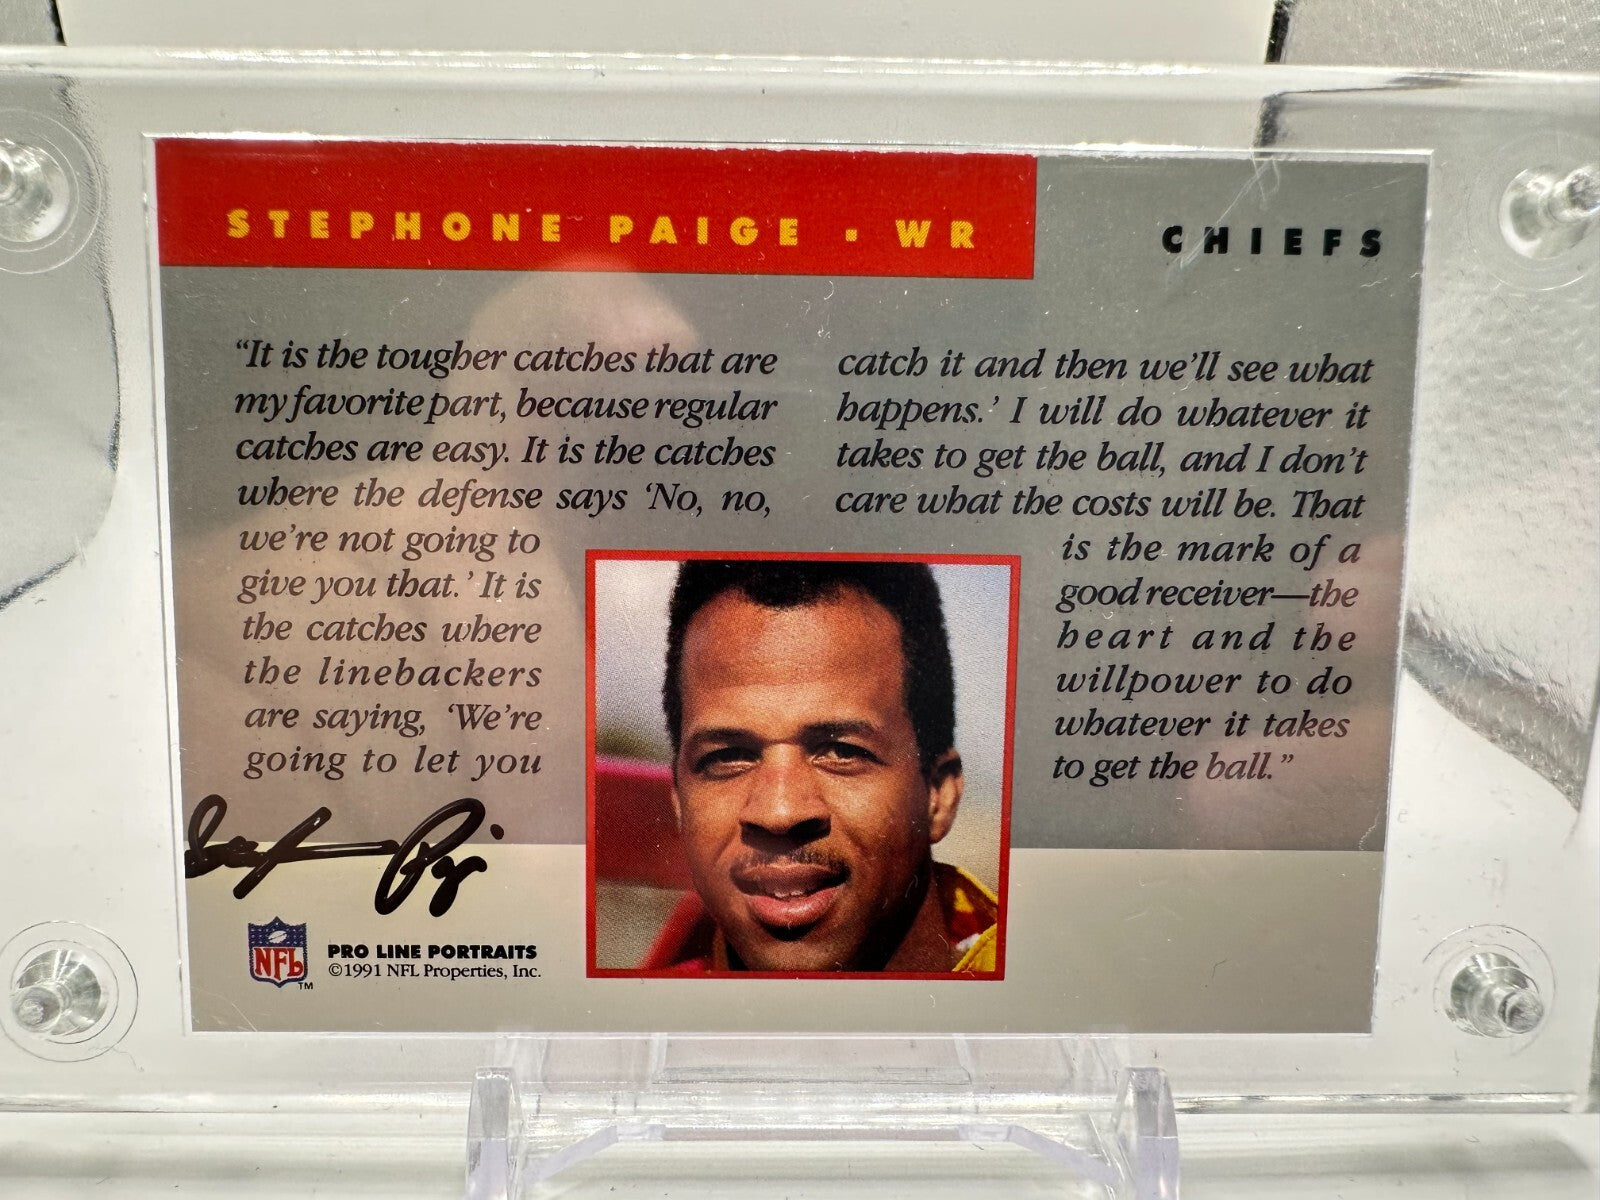 STEPHONE PAIGE · WR
CHIEFS
“It is the tougher catches that are
my favorite part, because regular
catches are easy. It is the catches
where the defense says ‘No, no,
we’re not going to
give you that.’ It is
the catches where
the linebackers
are saying, ‘We’re
going to let you
catch it and then we’ll see what
happens.’ I will do whatever it
takes to get the ball, and I don’t
care what the costs will be. That
is the mark of a
good receiver—the
heart and the
willpower to do
whatever it takes
to get the ball.”
NFL
TM
PRO LINE PORTRAITS
©1991 NFL Properties, Inc.